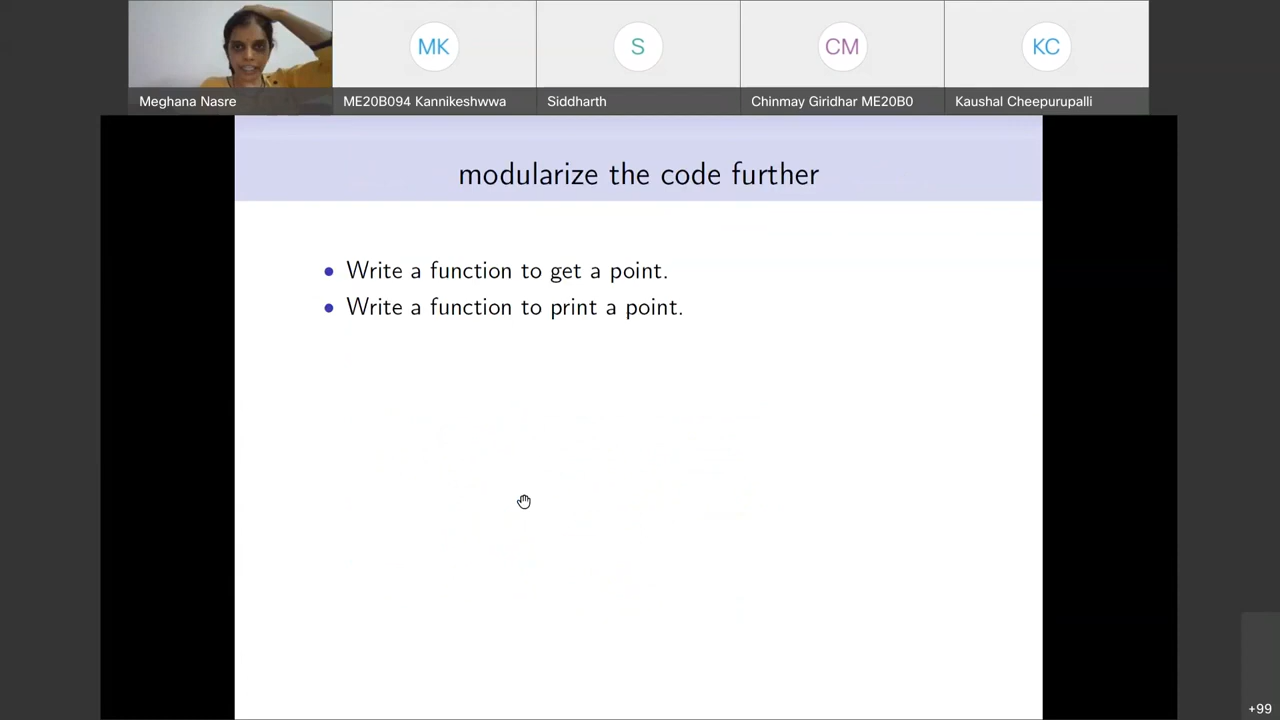 MK
S
CM
KC
Meghana Nasre
ME20B094 Kannikeshwwa
Siddharth
Chinmay Giridhar ME20B0
Kaushal Cheepurupalli
modularize the code further
• Write a function to get a point.
• Write a function to print a point.
+99